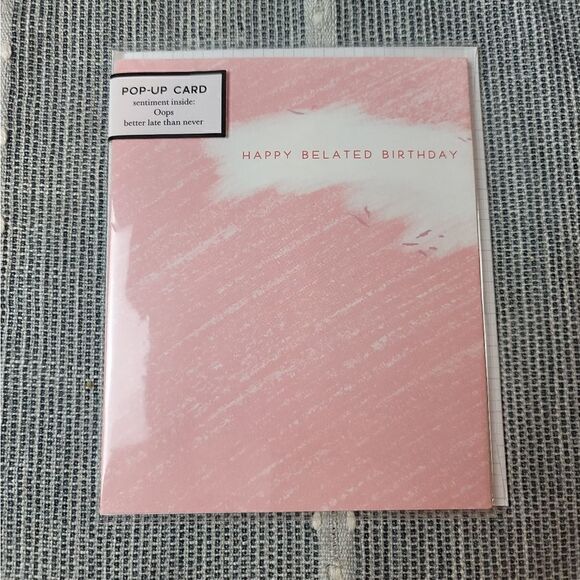 POP-UP CARD
sentiment inside:
Oops
better late than never
HAPPY BELATED BIRTHDAY